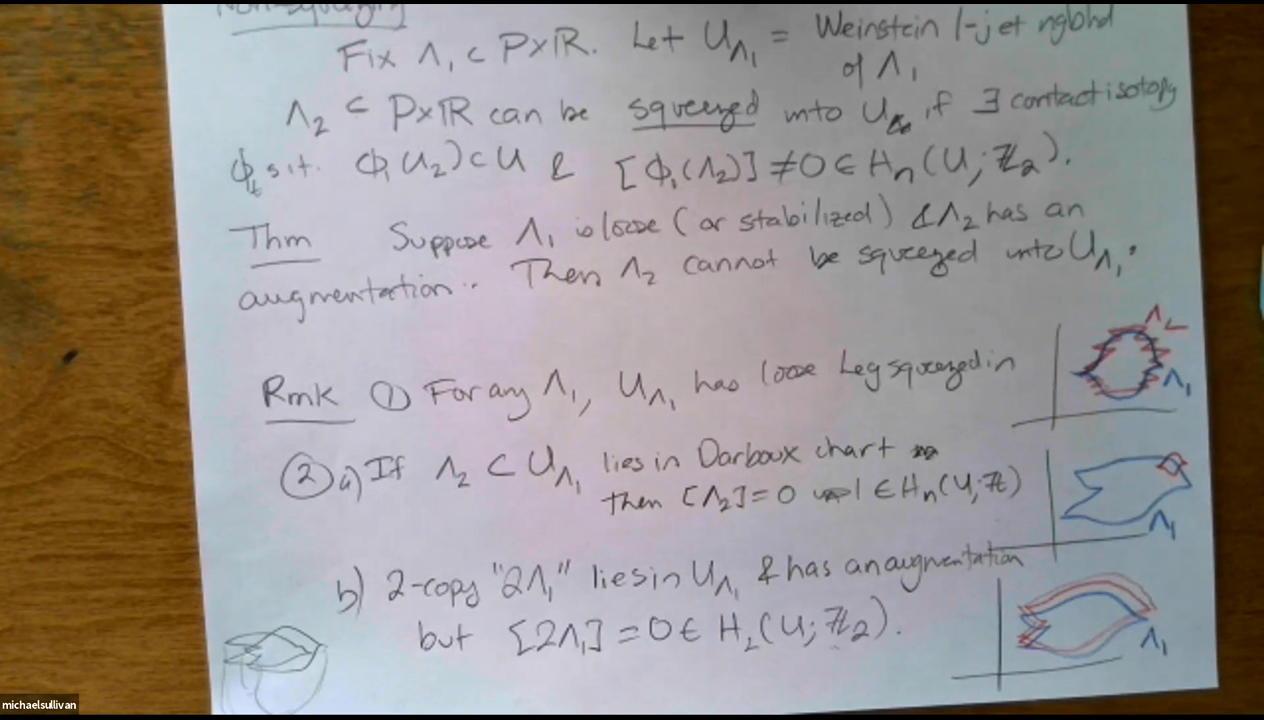 Non-squeezing
Fix Λ₁ ⊂ P×ℝ. Let U_Λ₁ = Weinstein 1-jet ngbhd
of Λ₁
Λ₂ ⊂ P×ℝ can be squeezed into U if ∃ contact isotopy
ϕ_t s.t. ϕ₁(U₂) ⊂ U & [ϕ₁(Λ₂)] ≠ 0 ∈ H_n(U; ℤ₂).
Thm Suppose Λ₁ is loose (or stabilized) & Λ₂ has an
augmentation. Then Λ₂ cannot be squeezed into U_Λ₁.
Λ₂
Λ₁
Rmk ① For any Λ₁, U_Λ₁ has loose Leg squeezed in
② a) If Λ₂ ⊂ U_Λ₁ lies in Darboux chart
then [Λ₂] = 0 ∈ H_n(U; ℤ)
Λ₁
b) 2-copy "2Λ₁" lies in U_Λ₁ & has an augmentation
but [2Λ₁] = 0 ∈ H₂(U; ℤ₂).
Λ₁
michaelsullivan